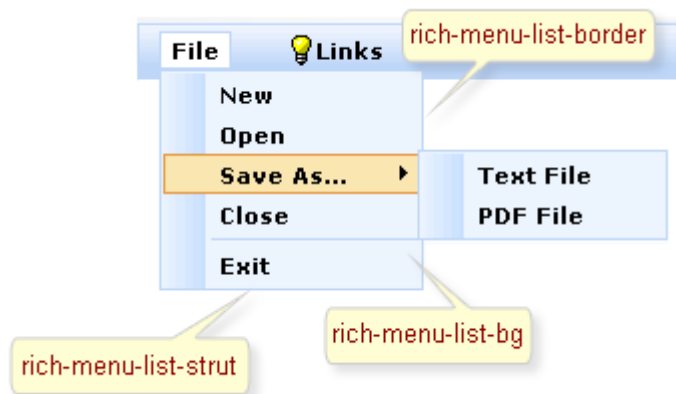 File
Links
rich-menu-list-border
New
Open
Save As...
Text File
Close
PDF File
Exit
rich-menu-list-bg
rich-menu-list-strut